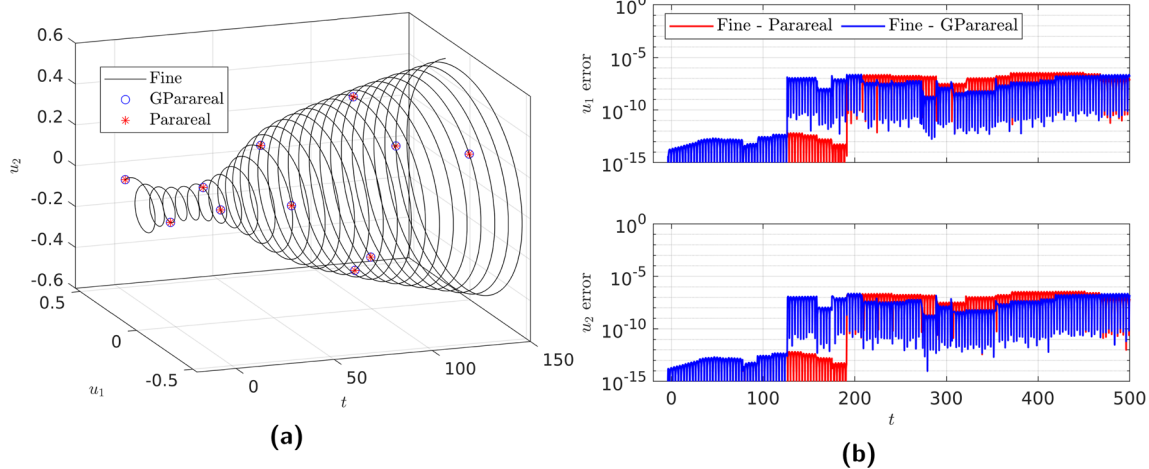 0.6
0.4
0.2
0
-0.2
-0.4
-0.6
u2
Fine
GParareal
Parareal
0.5
0
-0.5
u1
0
50
100
150
t
(a)
10^0
10^-5
10^-10
10^-15
u1 error
Fine - Parareal
Fine - GParareal
10^0
10^-5
10^-10
10^-15
u2 error
0
100
200
300
400
500
t
(b)